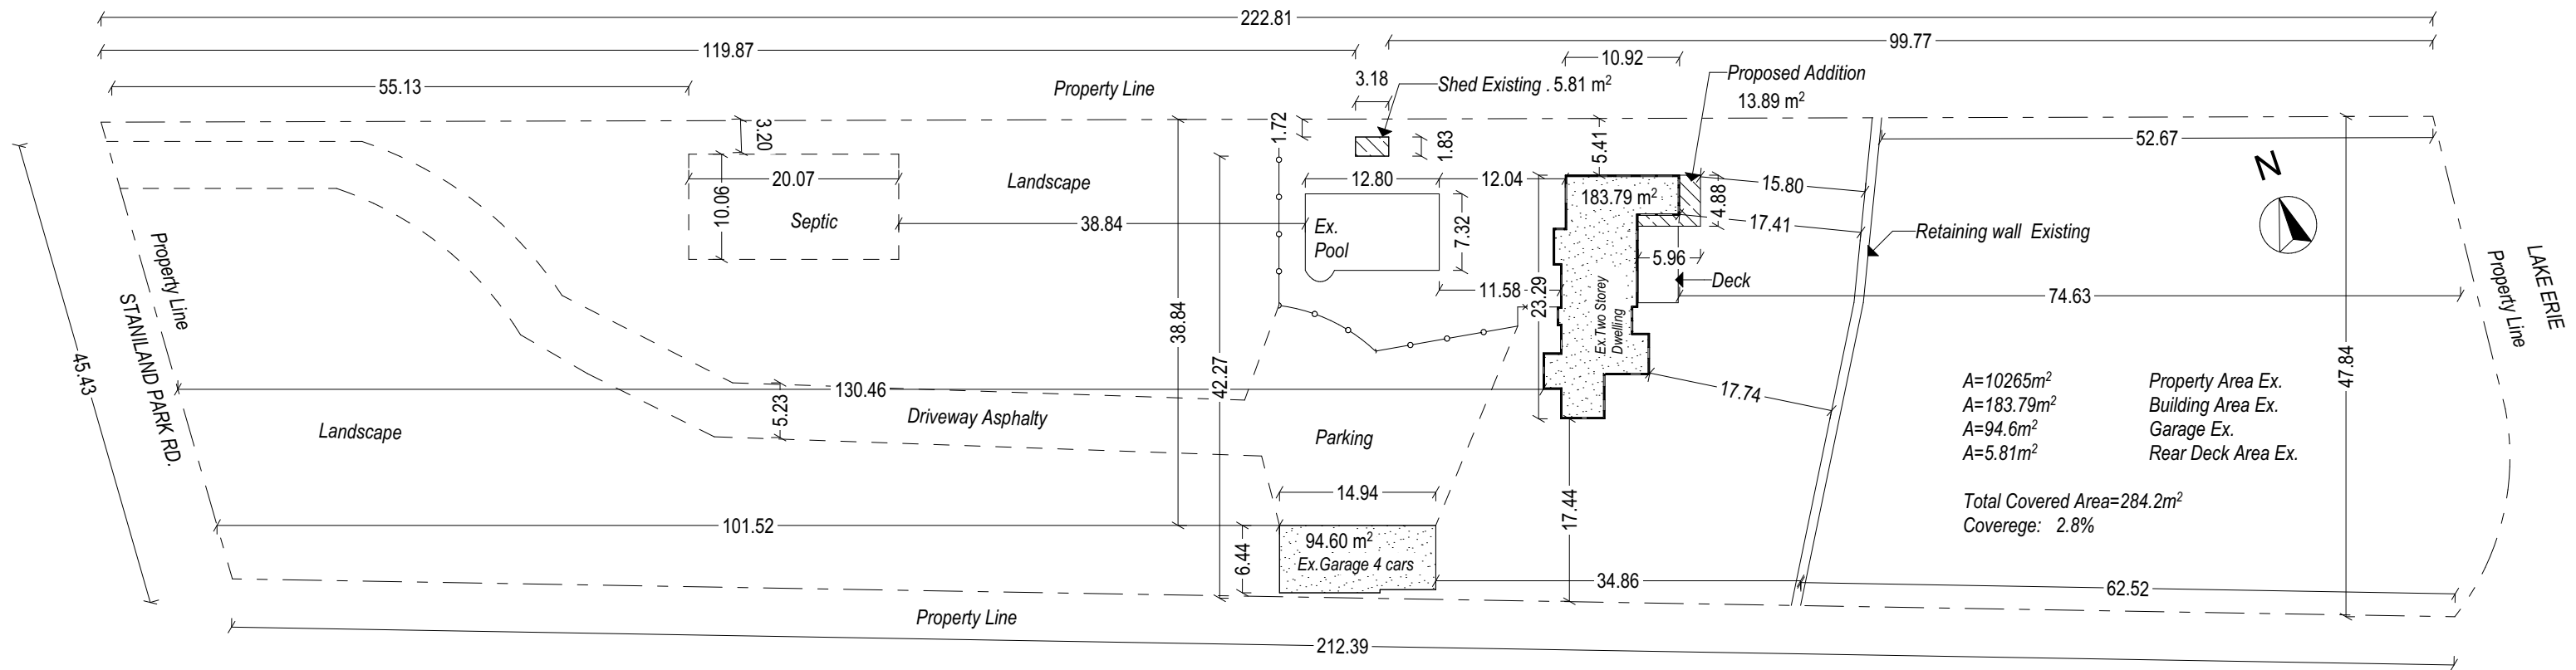 222.81
119.87
99.77
10.92
55.13
3.18
Property Line
Shed Existing . 5.81 m²
Proposed Addition
13.89 m²
3.20
1.72
1.83
5.41
52.67
20.07
10.06
Septic
Landscape
12.80
12.04
183.79 m²
4.88
15.80
N
38.84
Ex.
Pool
7.32
17.41
Retaining wall Existing
5.96
Deck
11.58
23.29
74.63
Property Line
STANILAND PARK RD.
LAKE ERIE
Property Line
Ex.Two Storey
Dwelling
38.84
42.27
45.43
130.46
5.23
Driveway Asphalty
Landscape
Parking
17.74
47.84
A=10265m² Property Area Ex.
A=183.79m² Building Area Ex.
A=94.6m² Garage Ex.
A=5.81m² Rear Deck Area Ex.
Total Covered Area=284.2m²
Coverege: 2.8%
14.94
17.44
101.52
6.44
94.60 m²
Ex.Garage 4 cars
34.86
62.52
Property Line
212.39